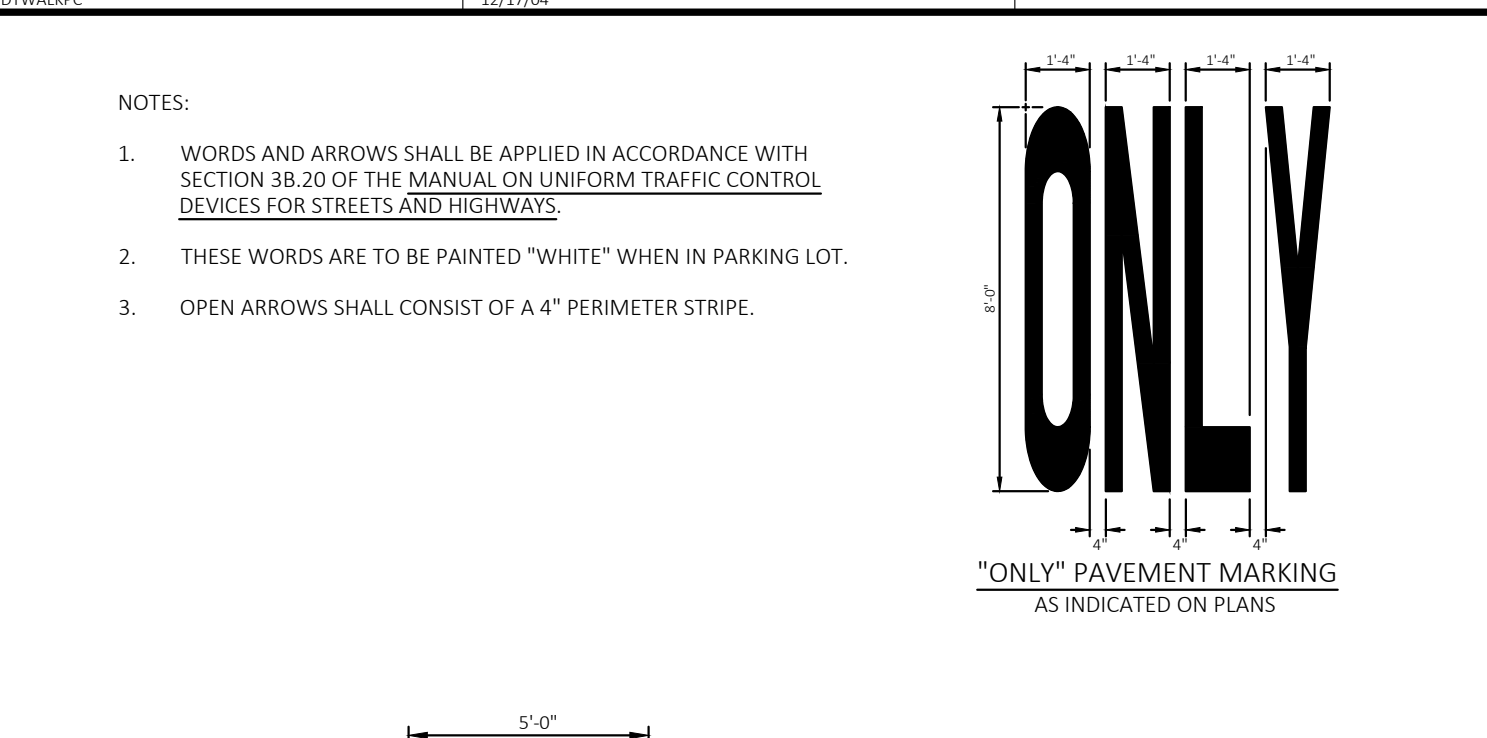 12/17/04
NOTES:
1. WORDS AND ARROWS SHALL BE APPLIED IN ACCORDANCE WITH
SECTION 3B.20 OF THE MANUAL ON UNIFORM TRAFFIC CONTROL
DEVICES FOR STREETS AND HIGHWAYS.
2. THESE WORDS ARE TO BE PAINTED "WHITE" WHEN IN PARKING LOT.
3. OPEN ARROWS SHALL CONSIST OF A 4" PERIMETER STRIPE.
1'-4" 1'-4" 1'-4" 1'-4"
8'-0"
ONLY
4" 4" 4"
"ONLY" PAVEMENT MARKING
AS INDICATED ON PLANS
5'-0"